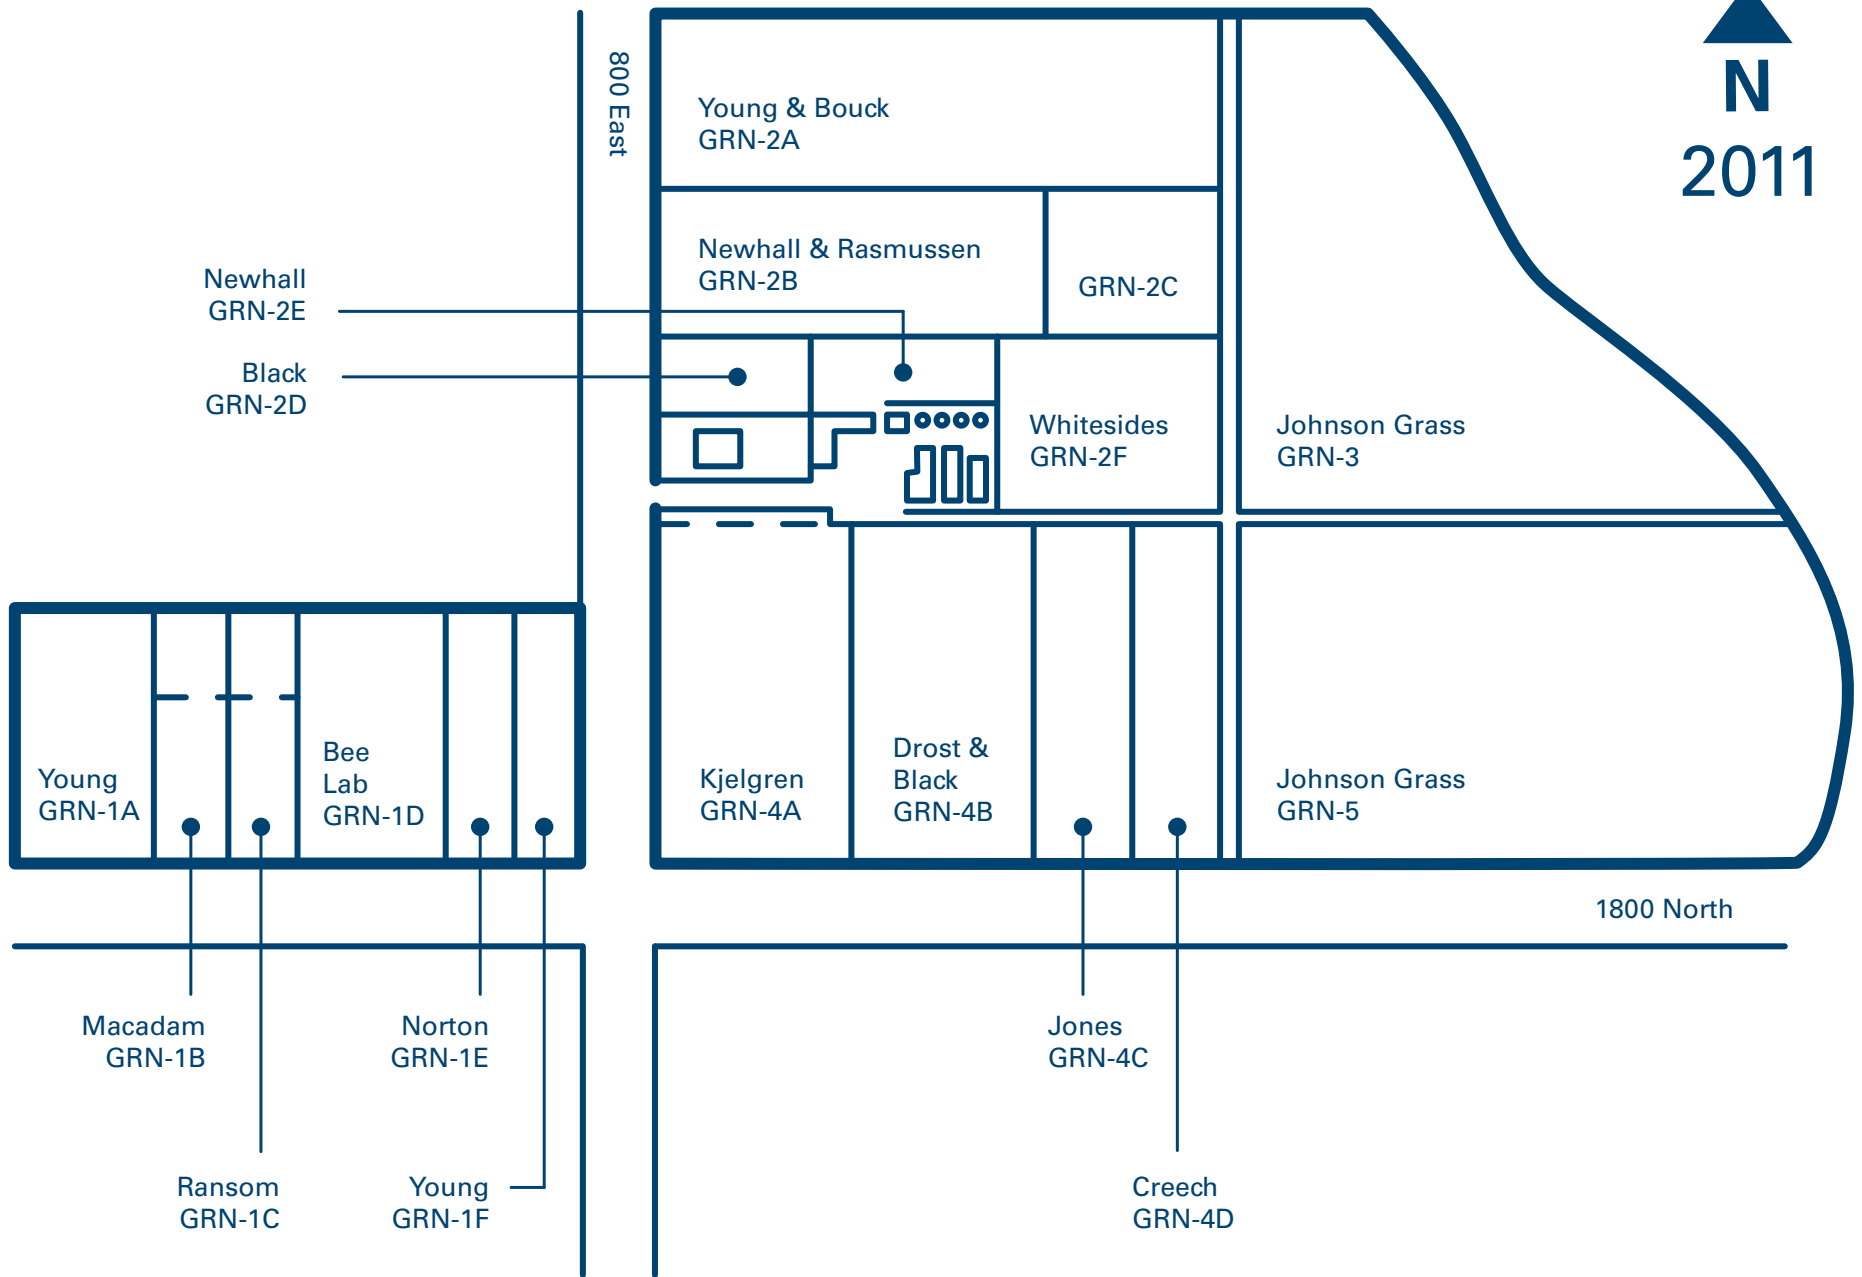 N
2011
800 East
Young & Bouck
GRN-2A
Newhall & Rasmussen
GRN-2B
GRN-2C
Newhall
GRN-2E
Black
GRN-2D
Whitesides
GRN-2F
Johnson Grass
GRN-3
Young
GRN-1A
Bee
Lab
GRN-1D
Kjelgren
GRN-4A
Drost &
Black
GRN-4B
Johnson Grass
GRN-5
1800 North
Macadam
GRN-1B
Norton
GRN-1E
Jones
GRN-4C
Ransom
GRN-1C
Young
GRN-1F
Creech
GRN-4D